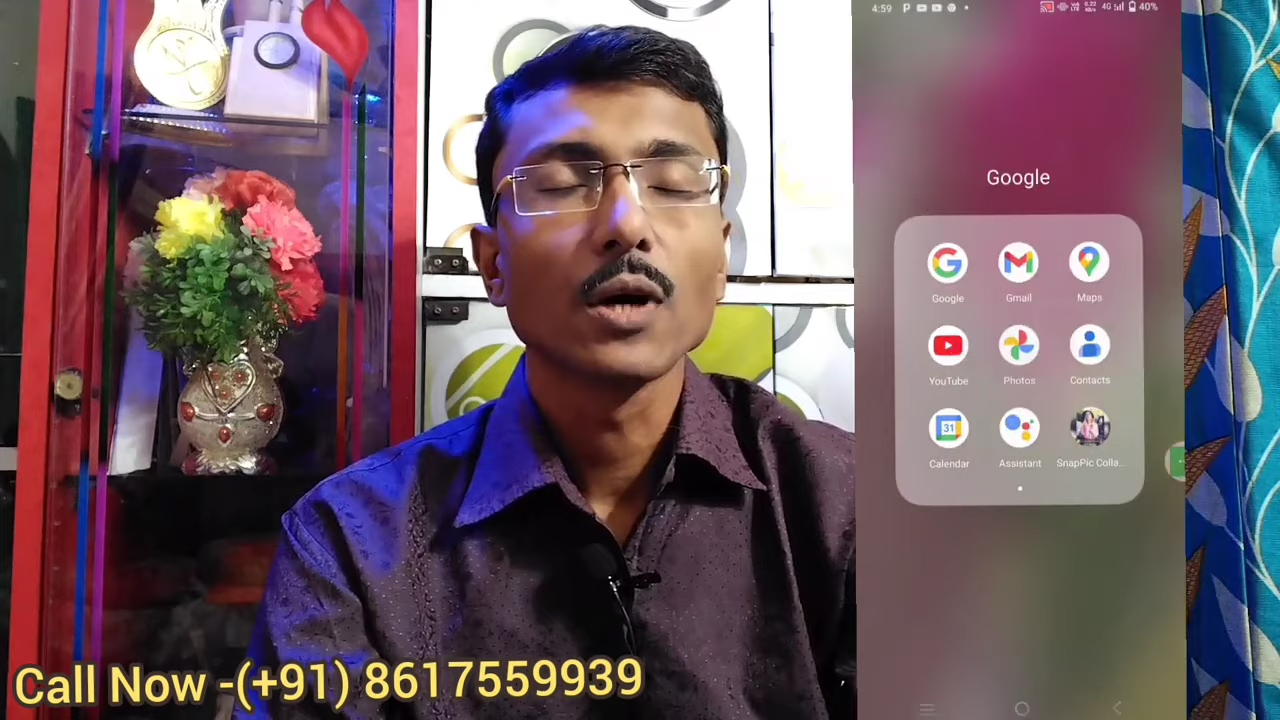 4:59
4G
40%
Google
Google
Gmail
Maps
YouTube
Photos
Contacts
31
Calendar
Assistant
SnapPic Colla...
Call Now -(+91) 8617559939